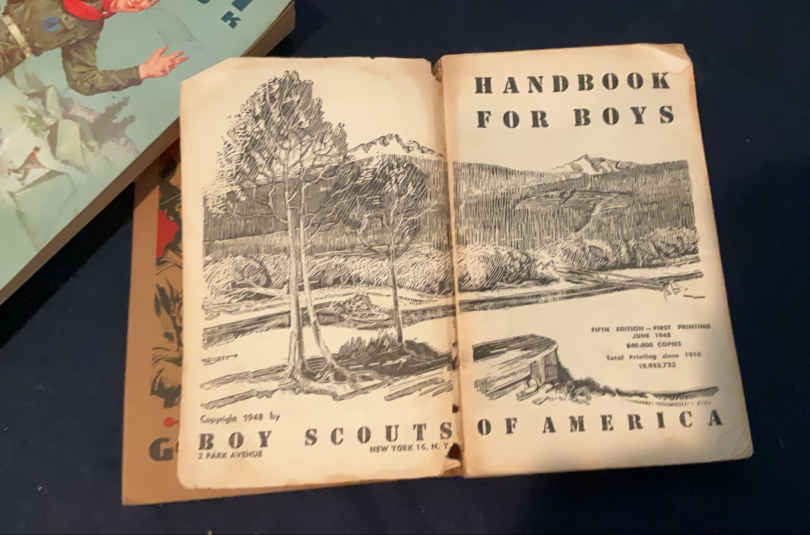 HANDBOOK
FOR BOYS
FIFTH EDITION—FIRST PRINTING
JUNE 1948
Total Printing since 1910
Copyright 1948 by
BOY SCOUTS OF AMERICA
2 PARK AVENUE NEW YORK 16, N. Y.